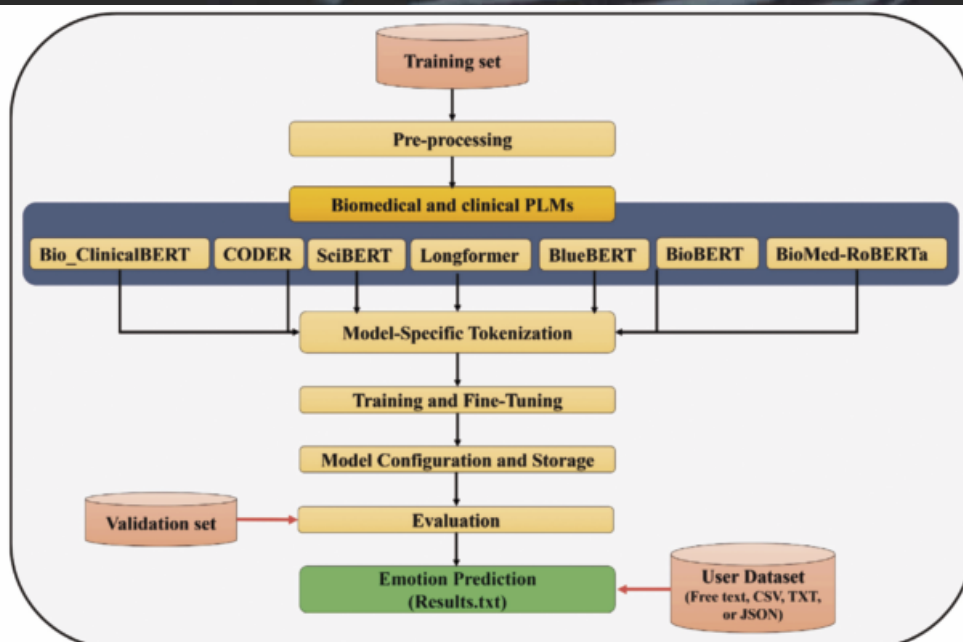 Training set
Pre-processing
Biomedical and clinical PLMs
Bio_ClinicalBERT
CODER
SciBERT
Longformer
BlueBERT
BioBERT
BioMed-RoBERTa
Model-Specific Tokenization
Training and Fine-Tuning
Model Configuration and Storage
Validation set
Evaluation
Emotion Prediction
(Results.txt)
User Dataset
(Free text, CSV, TXT,
or JSON)